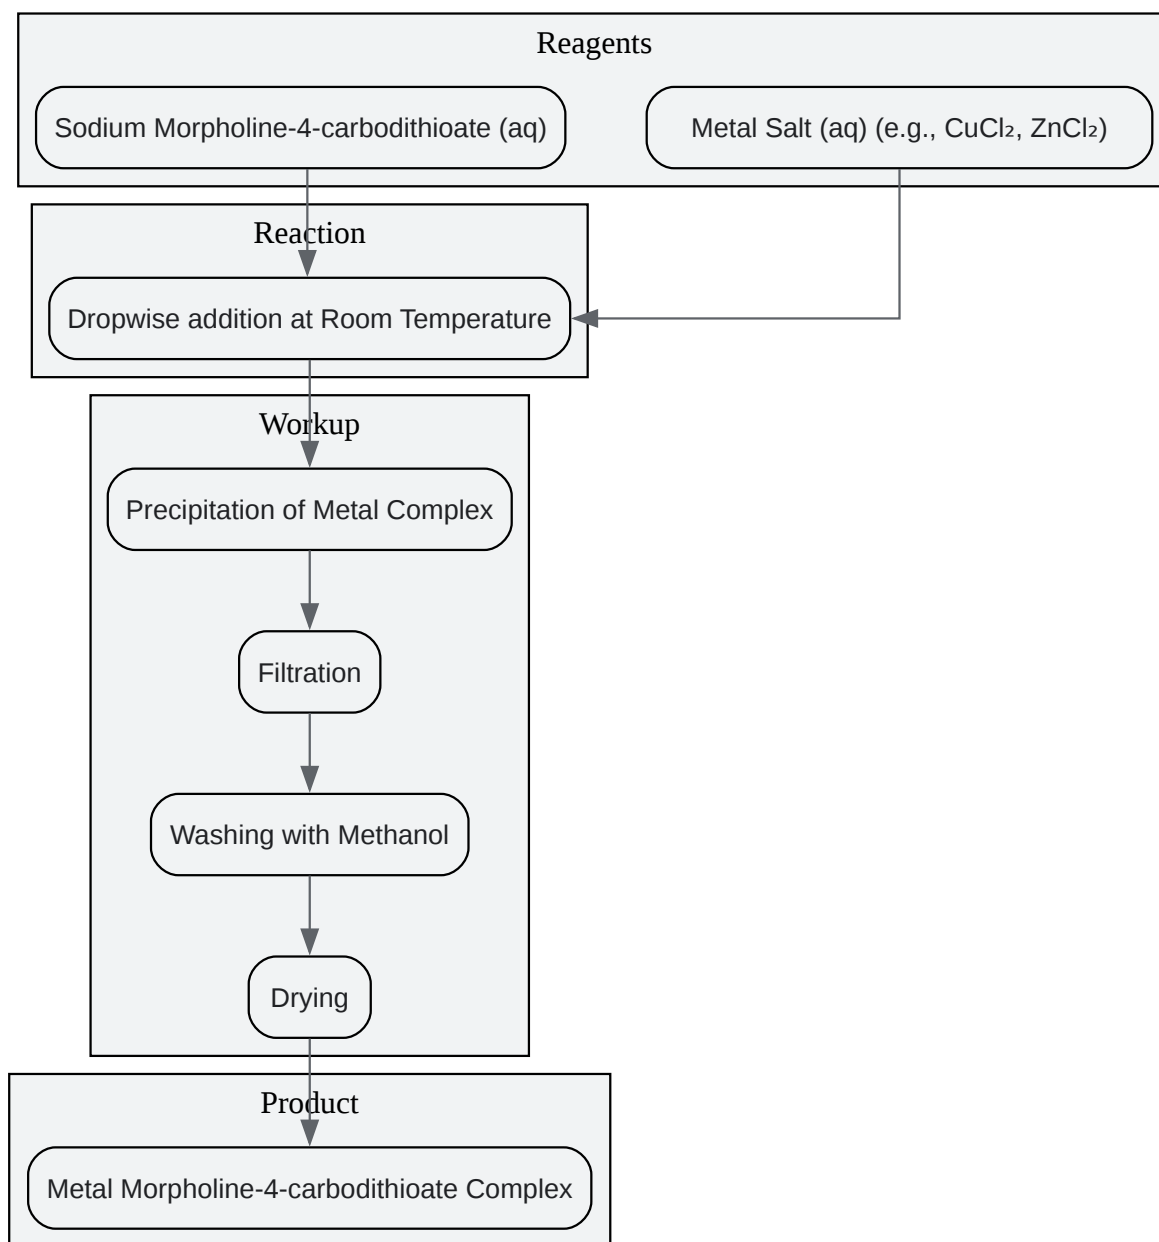 Reagents
Sodium Morpholine-4-carbodithioate (aq)
Metal Salt (aq) (e.g., CuCl₂, ZnCl₂)
Reaction
Dropwise addition at Room Temperature
Workup
Precipitation of Metal Complex
Filtration
Washing with Methanol
Drying
Product
Metal Morpholine-4-carbodithioate Complex